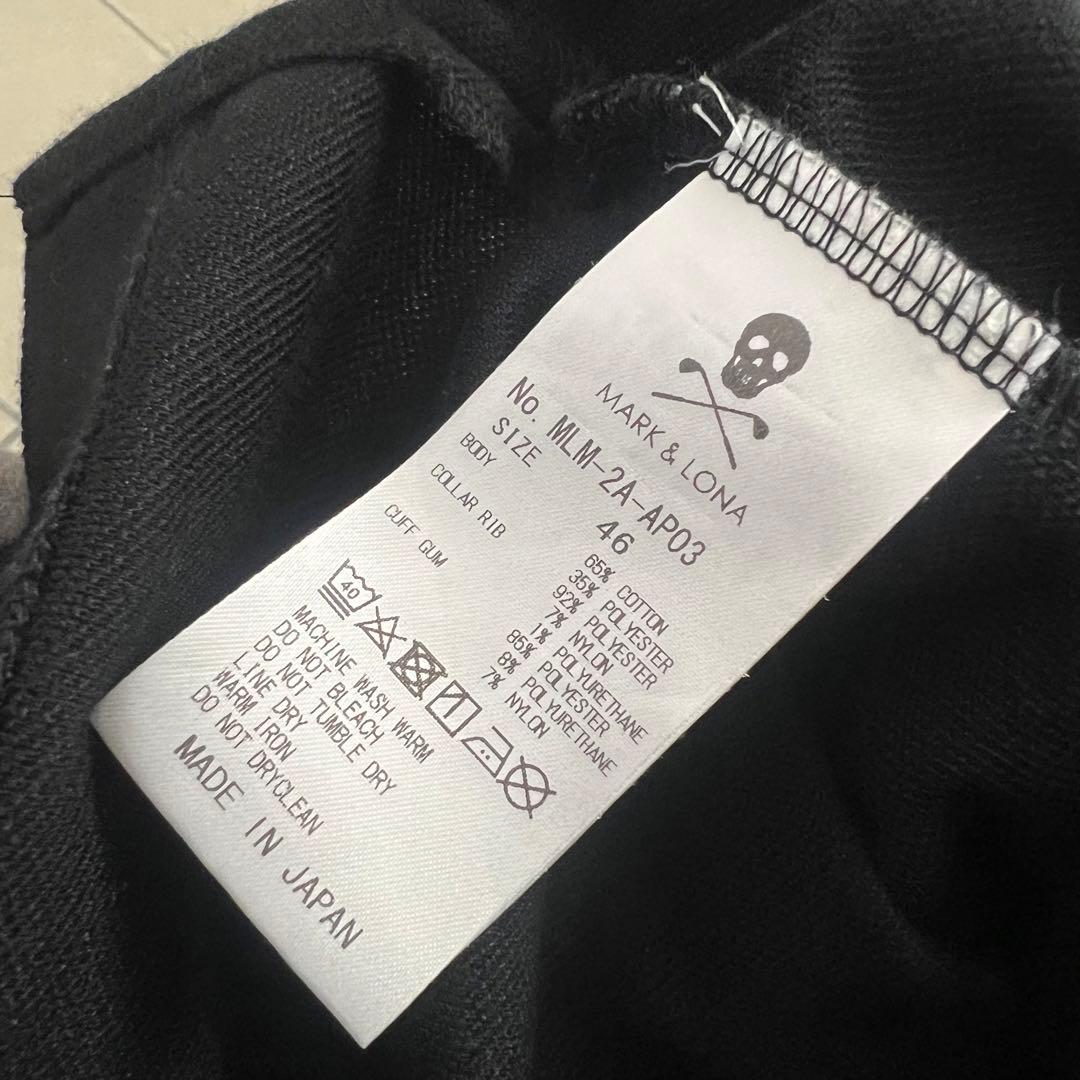 MARK & LONA
No. MLM-2A-AP03
SIZE 46
BODY 65% COTTON
35% POLYESTER
COLLAR RIB 92% POLYESTER
7% NYLON
1% POLYURETHANE
CUFF GUM 85% POLYESTER
8% POLYURETHANE
7% NYLON
40
MACHINE WASH WARM
DO NOT BLEACH
DO NOT TUMBLE DRY
LINE DRY
WARM IRON
DO NOT DRYCLEAN
MADE IN JAPAN